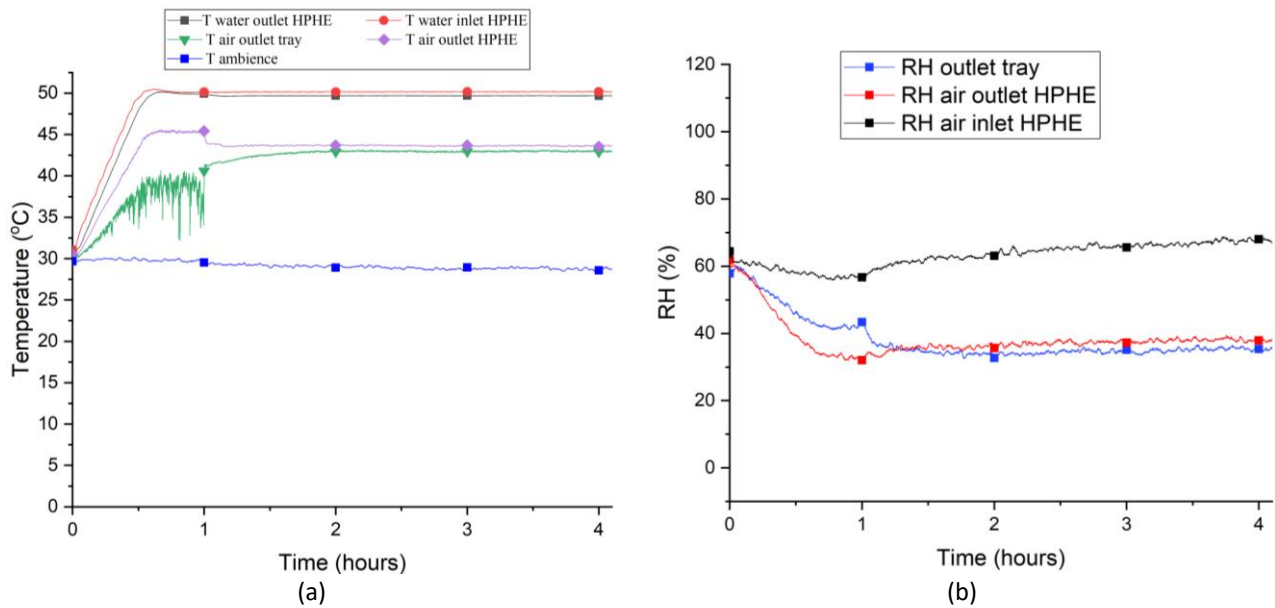 T water outlet HPHE T water inlet HPHE
T air outlet tray T air outlet HPHE
T ambience
50
45
40
35
30
25
20
15
10
5
0
Temperature (°C)
0 1 2 3 4
Time (hours)
(a)
RH outlet tray
RH air outlet HPHE
RH air inlet HPHE
120
100
80
60
40
20
0
RH (%)
0 1 2 3 4
Time (hours)
(b)